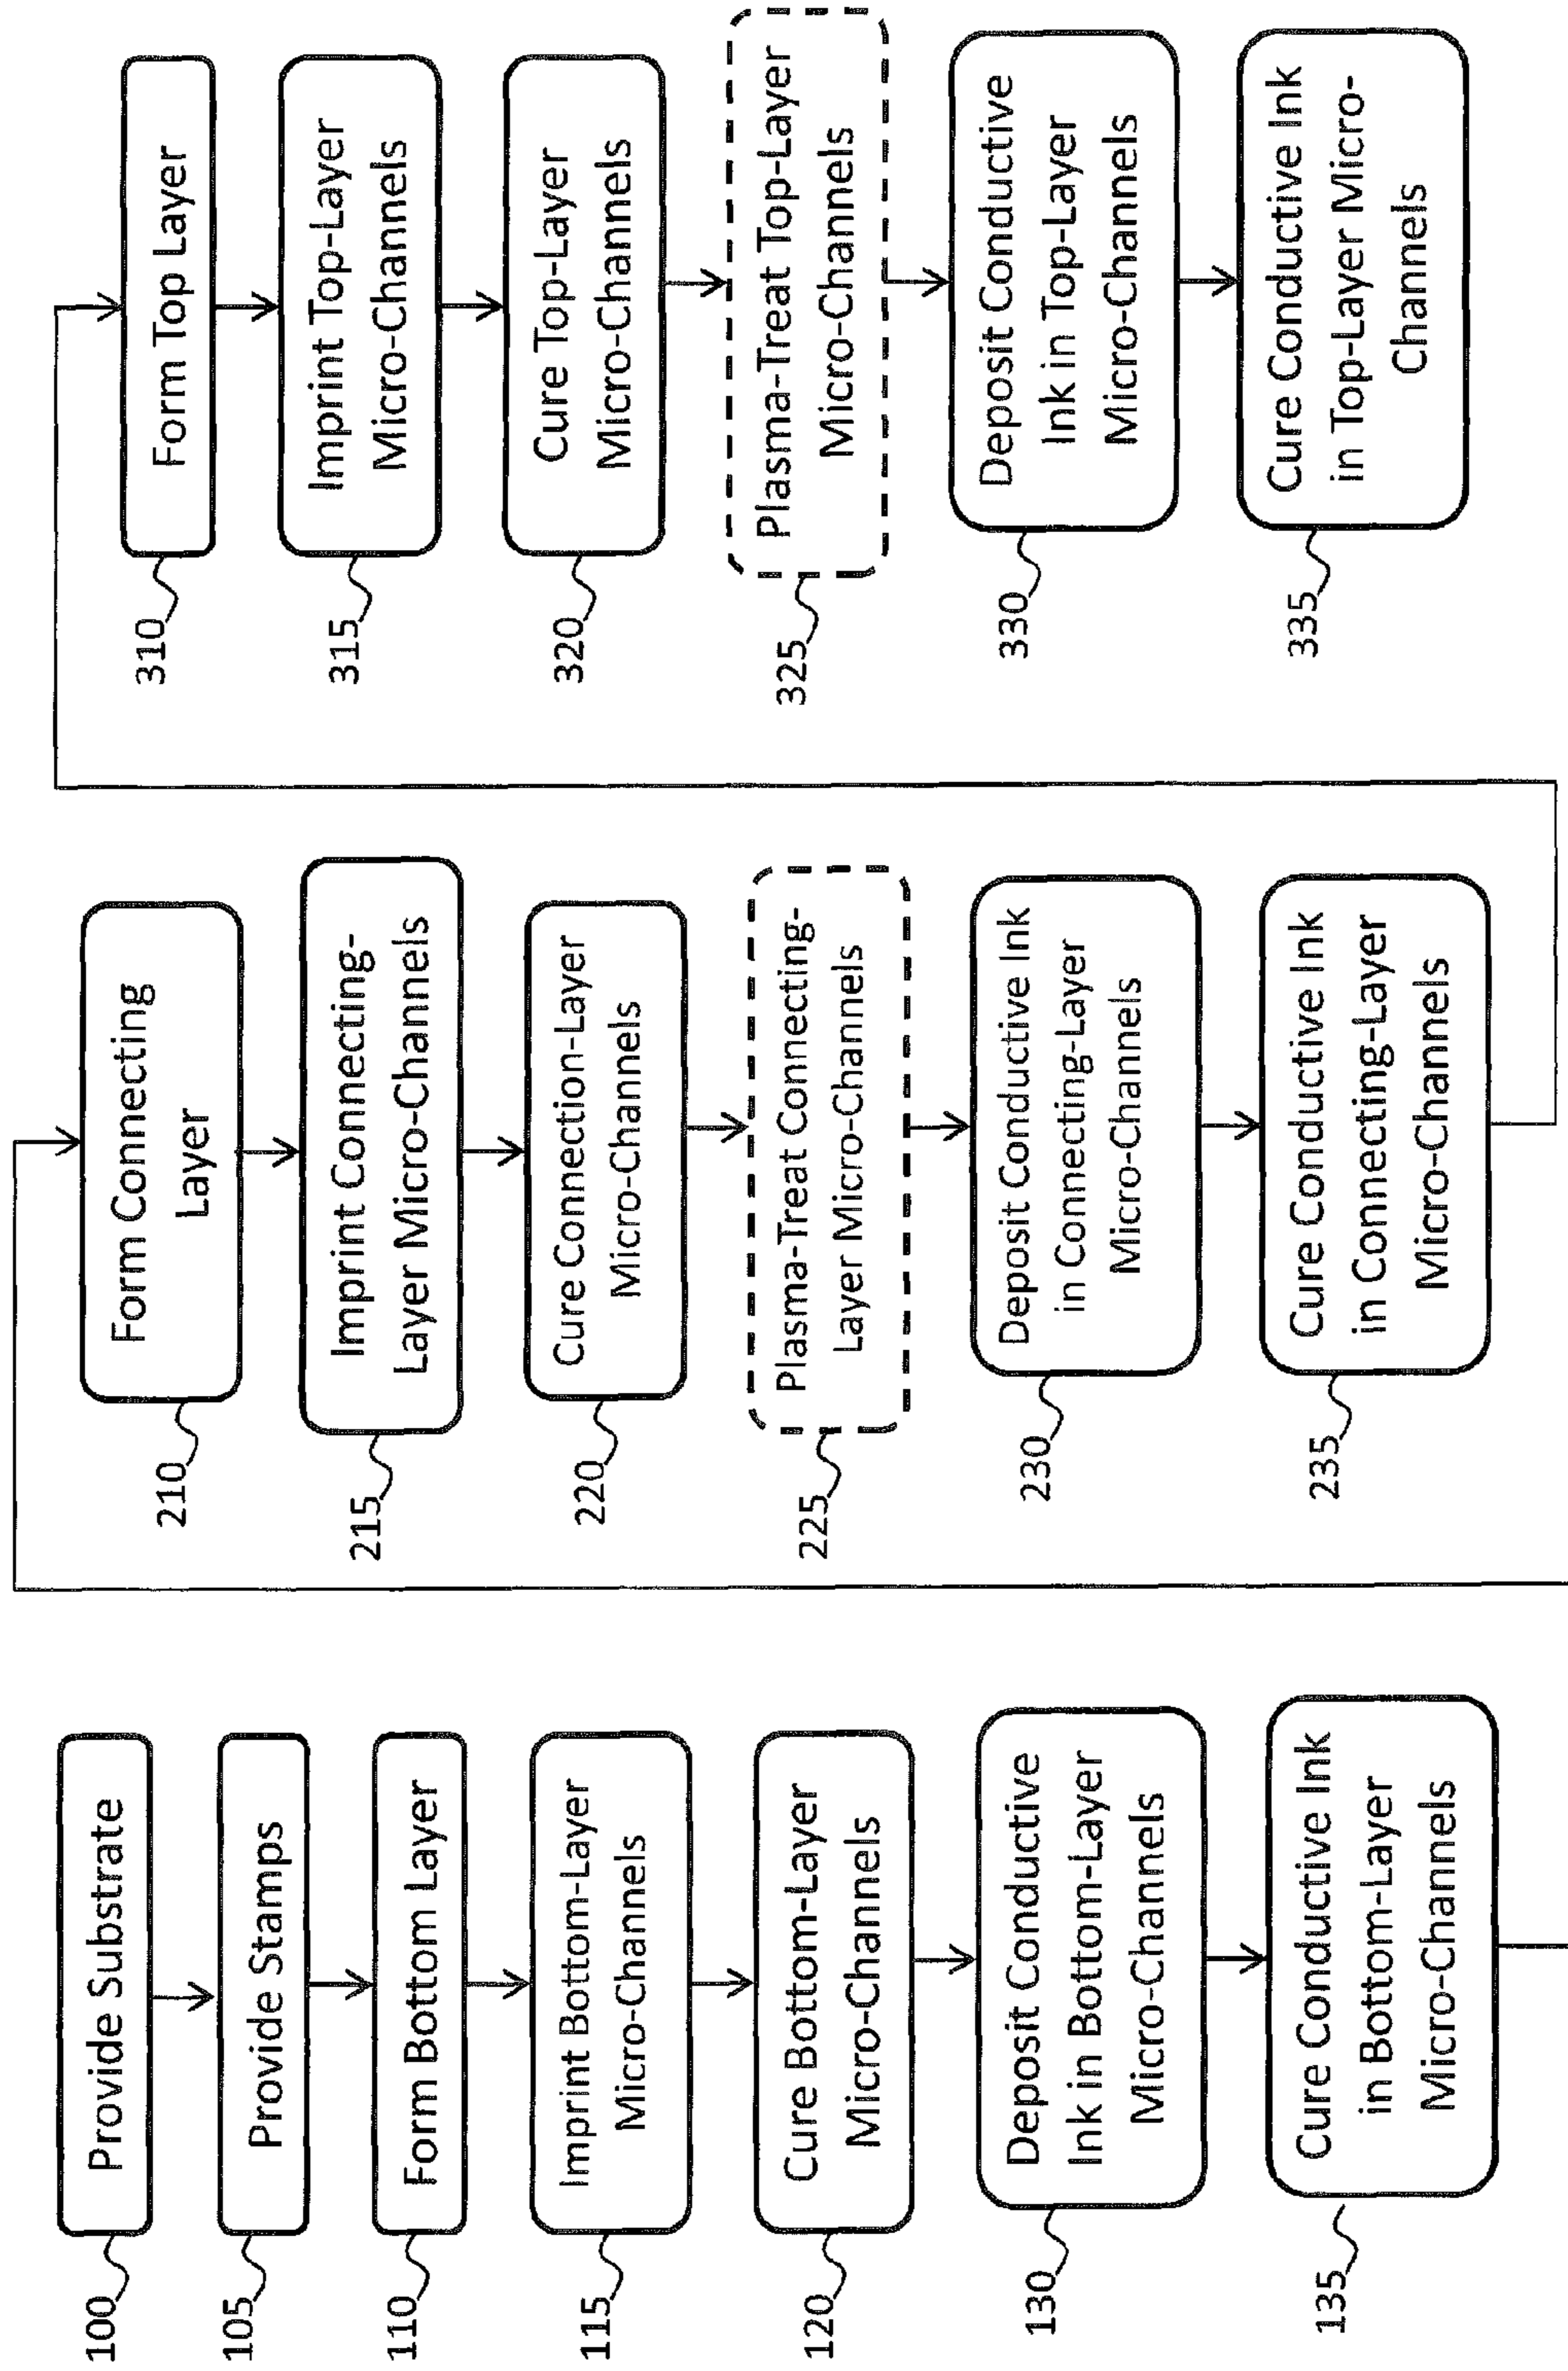 100
Provide Substrate
105
Provide Stamps
110
Form Bottom Layer
115
Imprint Bottom-Layer
Micro-Channels
120
Cure Bottom-Layer
Micro-Channels
130
Deposit Conductive
Ink in Bottom-Layer
Micro-Channels
135
Cure Conductive Ink
in Bottom-Layer
Micro-Channels
210
Form Connecting
Layer
215
Imprint Connecting-
Layer Micro-Channels
220
Cure Connection-Layer
Micro-Channels
225
Plasma-Treat Connecting-
Layer Micro-Channels
230
Deposit Conductive Ink
in Connecting-Layer
Micro-Channels
235
Cure Conductive Ink
in Connecting-Layer
Micro-Channels
310
Form Top Layer
315
Imprint Top-Layer
Micro-Channels
320
Cure Top-Layer
Micro-Channels
325
Plasma-Treat Top-Layer
Micro-Channels
330
Deposit Conductive
Ink in Top-Layer
Micro-Channels
335
Cure Conductive Ink
in Top-Layer Micro-
Channels